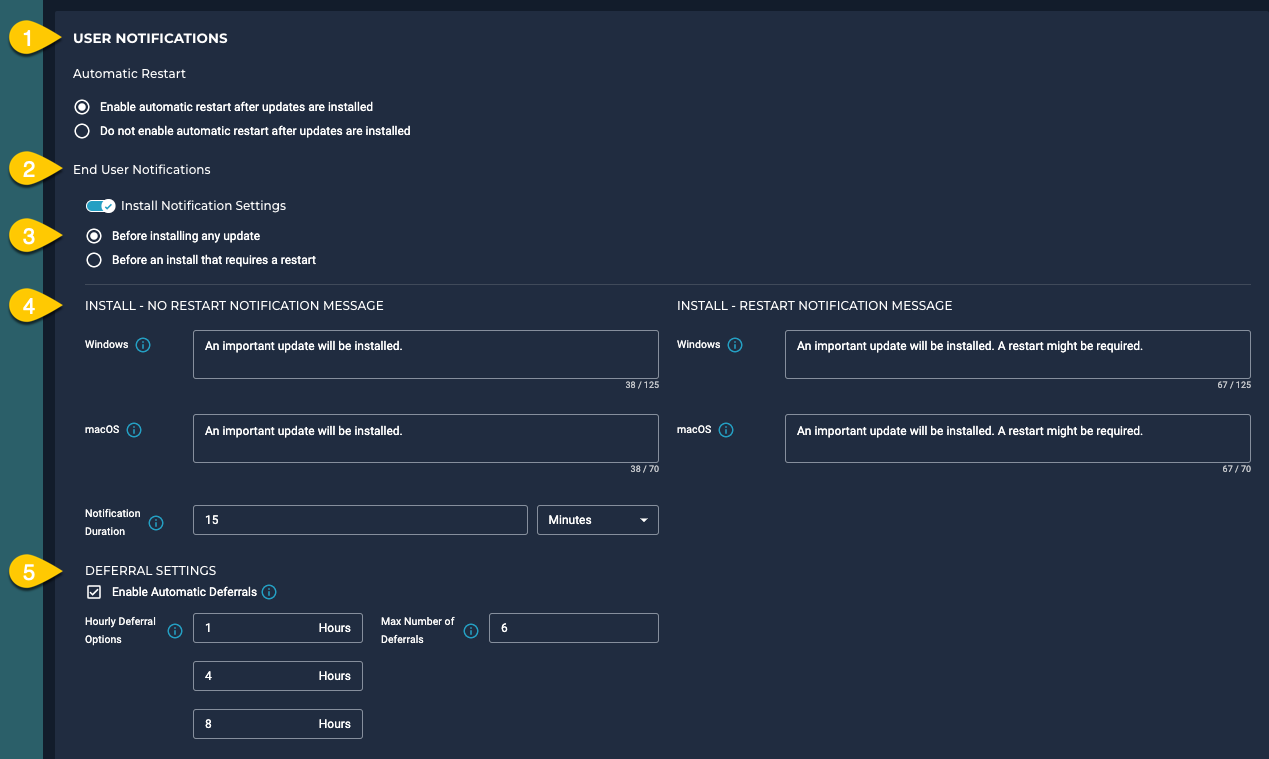 1
USER NOTIFICATIONS
Automatic Restart
Enable automatic restart after updates are installed
Do not enable automatic restart after updates are installed
2
End User Notifications
Install Notification Settings
3
Before installing any update
Before an install that requires a restart
4
INSTALL - NO RESTART NOTIFICATION MESSAGE
Windows
An important update will be installed.
38 / 125
macOS
An important update will be installed.
38 / 70
INSTALL - RESTART NOTIFICATION MESSAGE
Windows
An important update will be installed. A restart might be required.
67 / 125
macOS
An important update will be installed. A restart might be required.
67 / 70
Notification
Duration
15
Minutes
5
DEFERRAL SETTINGS
Enable Automatic Deferrals
Hourly Deferral
Options
1 Hours
4 Hours
8 Hours
Max Number of
Deferrals
6